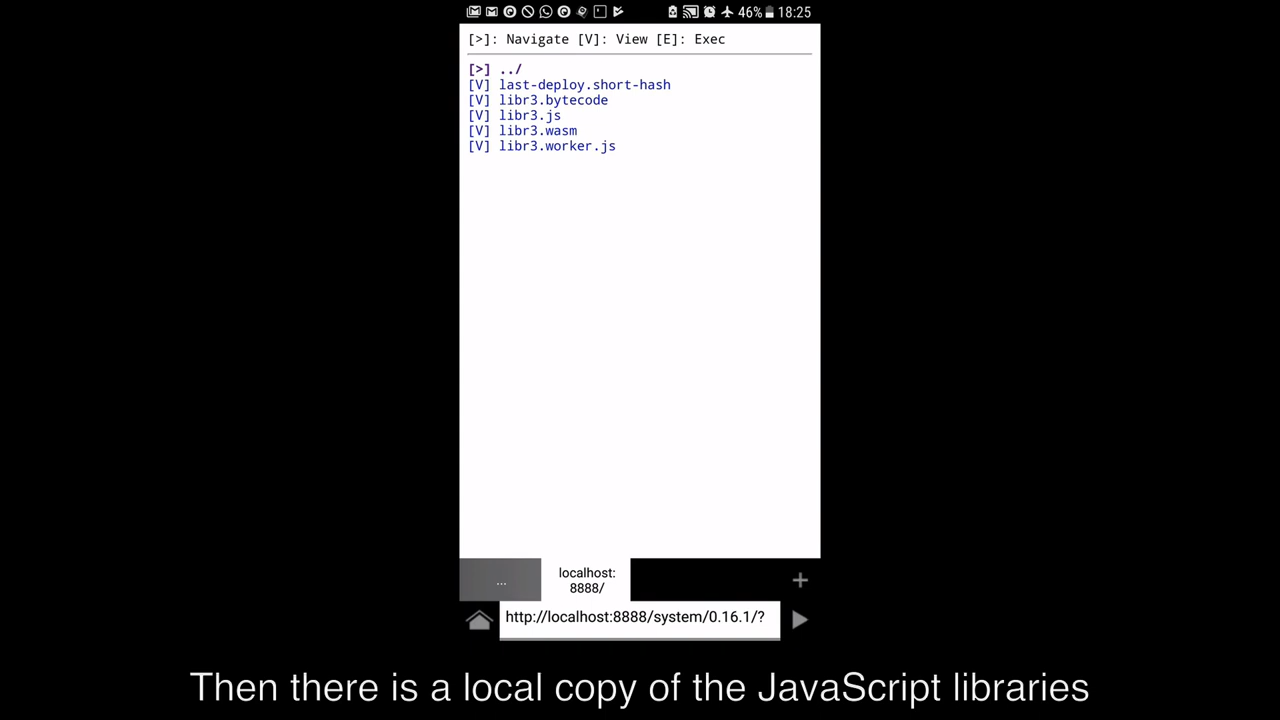 46% 18:25
[>]: Navigate [V]: View [E]: Exec
[>] ../
[V] last-deploy.short-hash
[V] libr3.bytecode
[V] libr3.js
[V] libr3.wasm
[V] libr3.worker.js
...
localhost:
8888/
+
http://localhost:8888/system/0.16.1/?
Then there is a local copy of the JavaScript libraries